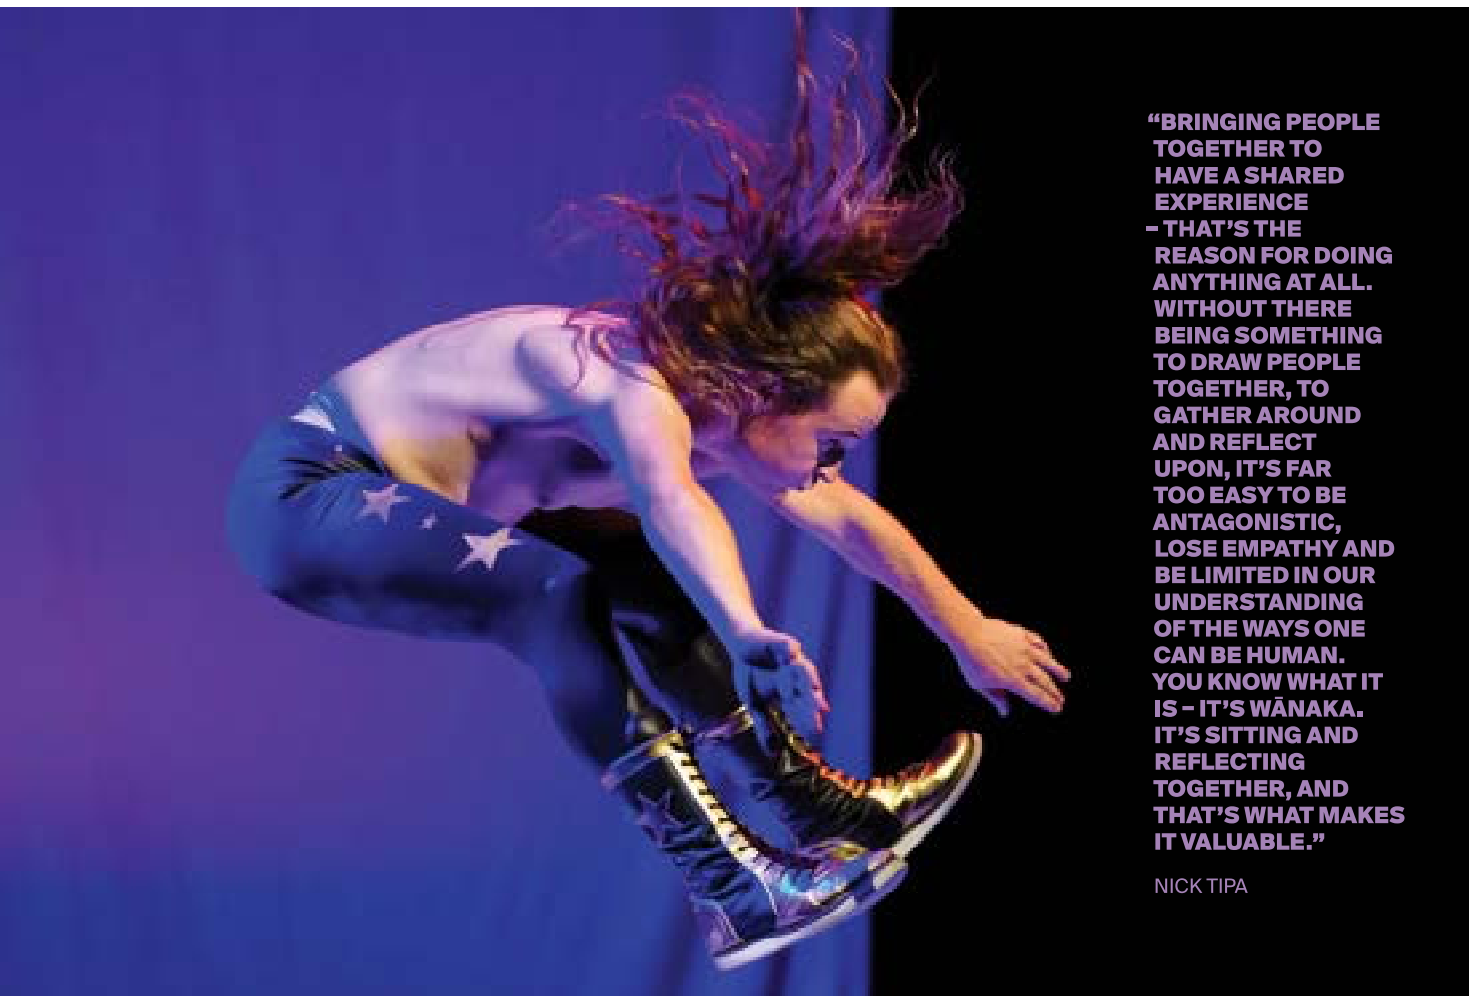 “BRINGING PEOPLE
TOGETHER TO
HAVE A SHARED
EXPERIENCE
– THAT’S THE
REASON FOR DOING
ANYTHING AT ALL.
WITHOUT THERE
BEING SOMETHING
TO DRAW PEOPLE
TOGETHER, TO
GATHER AROUND
AND REFLECT
UPON, IT’S FAR
TOO EASY TO BE
ANTAGONISTIC,
LOSE EMPATHY AND
BE LIMITED IN OUR
UNDERSTANDING
OF THE WAYS ONE
CAN BE HUMAN.
YOU KNOW WHAT IT
IS – IT’S WĀNAKA.
IT’S SITTING AND
REFLECTING
TOGETHER, AND
THAT’S WHAT MAKES
IT VALUABLE.”
NICK TIPA